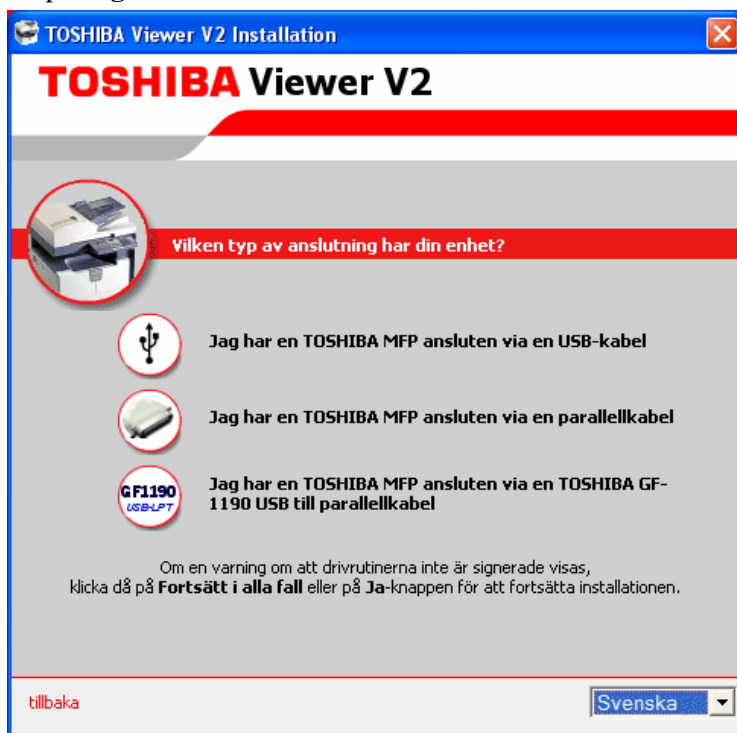 TOSHIBA Viewer V2 Installation
TOSHIBA Viewer V2
Vilken typ av anslutning har din enhet?
Jag har en TOSHIBA MFP ansluten via en USB-kabel
Jag har en TOSHIBA MFP ansluten via en parallellkabel
GF1190
USB-LPT
Jag har en TOSHIBA MFP ansluten via en TOSHIBA GF-
1190 USB till parallellkabel
Om en varning om att drivrutinerna inte är signerade visas,
klicka då på Fortsätt i alla fall eller på Ja-knappen för att fortsätta installationen.
tillbaka
Svenska